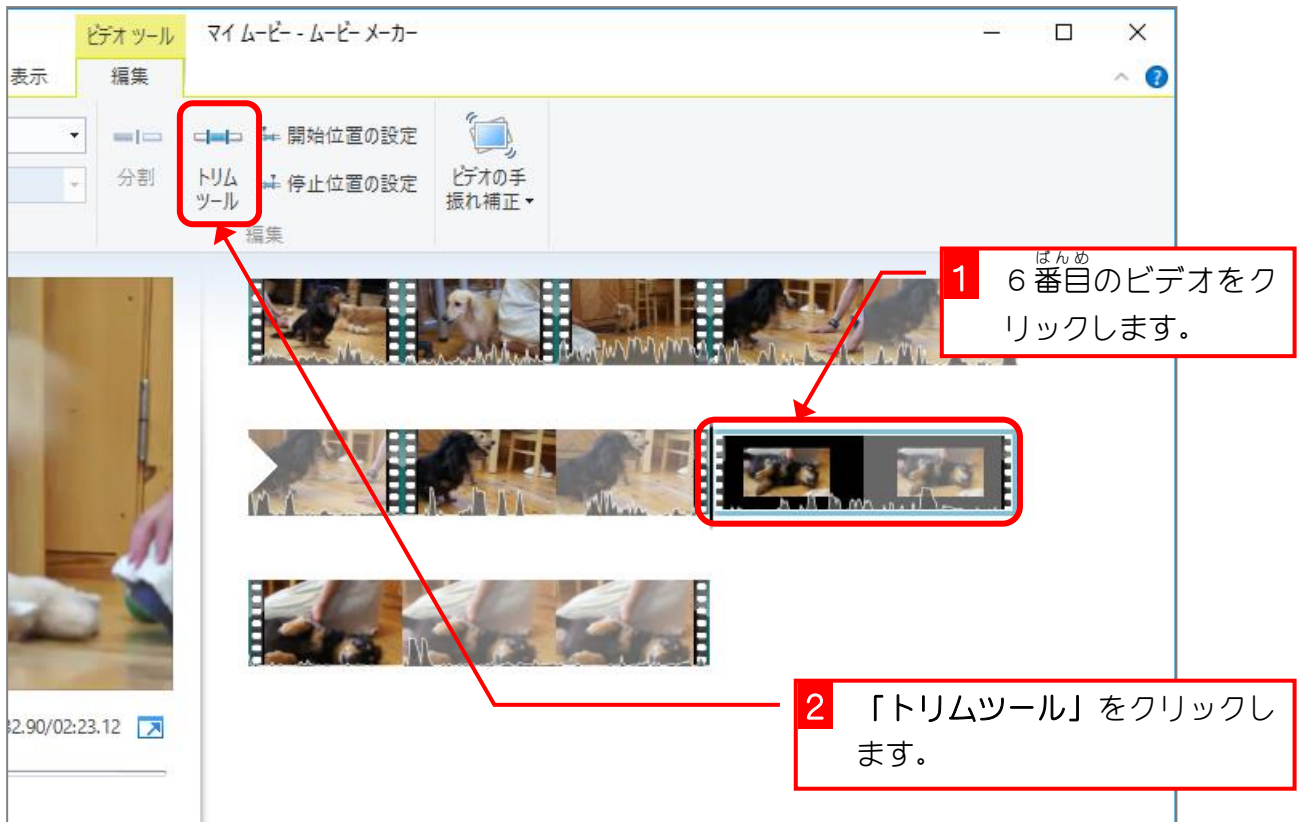 ビデオ ツール
マイ ムービー - ムービー メーカー
表示
編集
分割
トリム
ツール
開始位置の設定
停止位置の設定
ビデオの手
振れ補正
編集
1
ばんめ
６番目のビデオをク
リックします。
2
「トリムツール」をクリックし
ます。
32.90/02:23.12